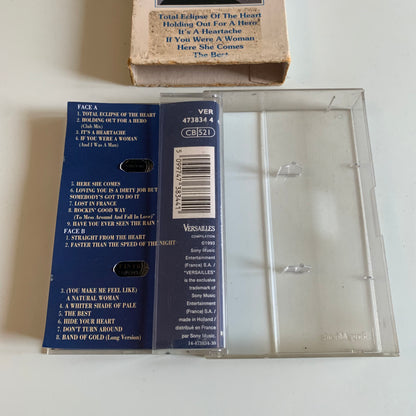 Total Eclipse Of The Heart
Holding Out For A Hero
It's A Heartache
If You Were A Woman
Here She Comes
The Best
FACE A
1. TOTAL ECLIPSE OF THE HEART
2. HOLDING OUT FOR A HERO
(Club Mix)
3. IT'S A HEARTACHE
4. IF YOU WERE A WOMAN
(And I Was A Man)
5. HERE SHE COMES
6. LOVING YOU IS A DIRTY JOB BUT
SOMEBODY'S GOT TO DO IT
7. LOST IN FRANCE
8. ROCKIN' GOOD WAY
(To Mess Around And Fall In Love)
9. HAVE YOU EVER SEEN THE RAIN
FACE B
1. STRAIGHT FROM THE HEART
2. FASTER THAN THE SPEED OF THE NIGHT
3. (YOU MAKE ME FEEL LIKE)
A NATURAL WOMAN
4. A WHITER SHADE OF PALE
5. THE BEST
6. HIDE YOUR HEART
7. DON'T TURN AROUND
8. BAND OF GOLD (Long Version)
VER
473834 4
CB 521
5 099747 383441
VERSAILLES
COMPILATION
©1993
Sony Music
Entertainment
(France) S.A. /
"VERSAILLES"
is the exclusive
trademark of
Sony Music
Entertainment
(France) S.A. /
made in Holland /
distribué en France
par Sony Music.
14-473834-30